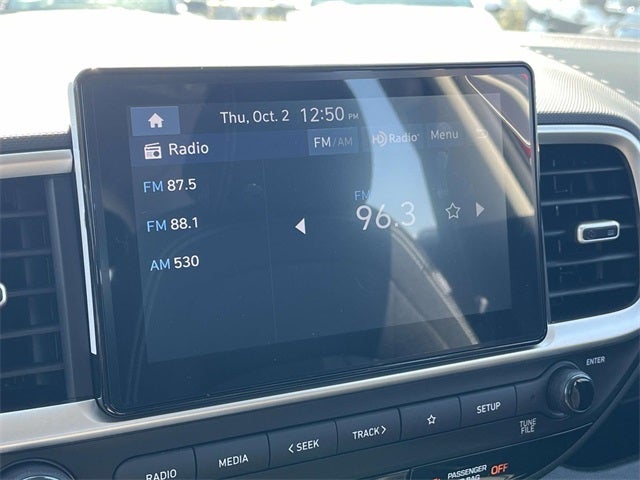 Thu, Oct. 2 12:50 PM
Radio FM/AM HD Radio Menu
FM 87.5
FM 88.1
AM 530
FM
96.3
ENTER
RADIO MEDIA < SEEK TRACK > ☆ SETUP
TUNE
FILE
PASSENGER OFF